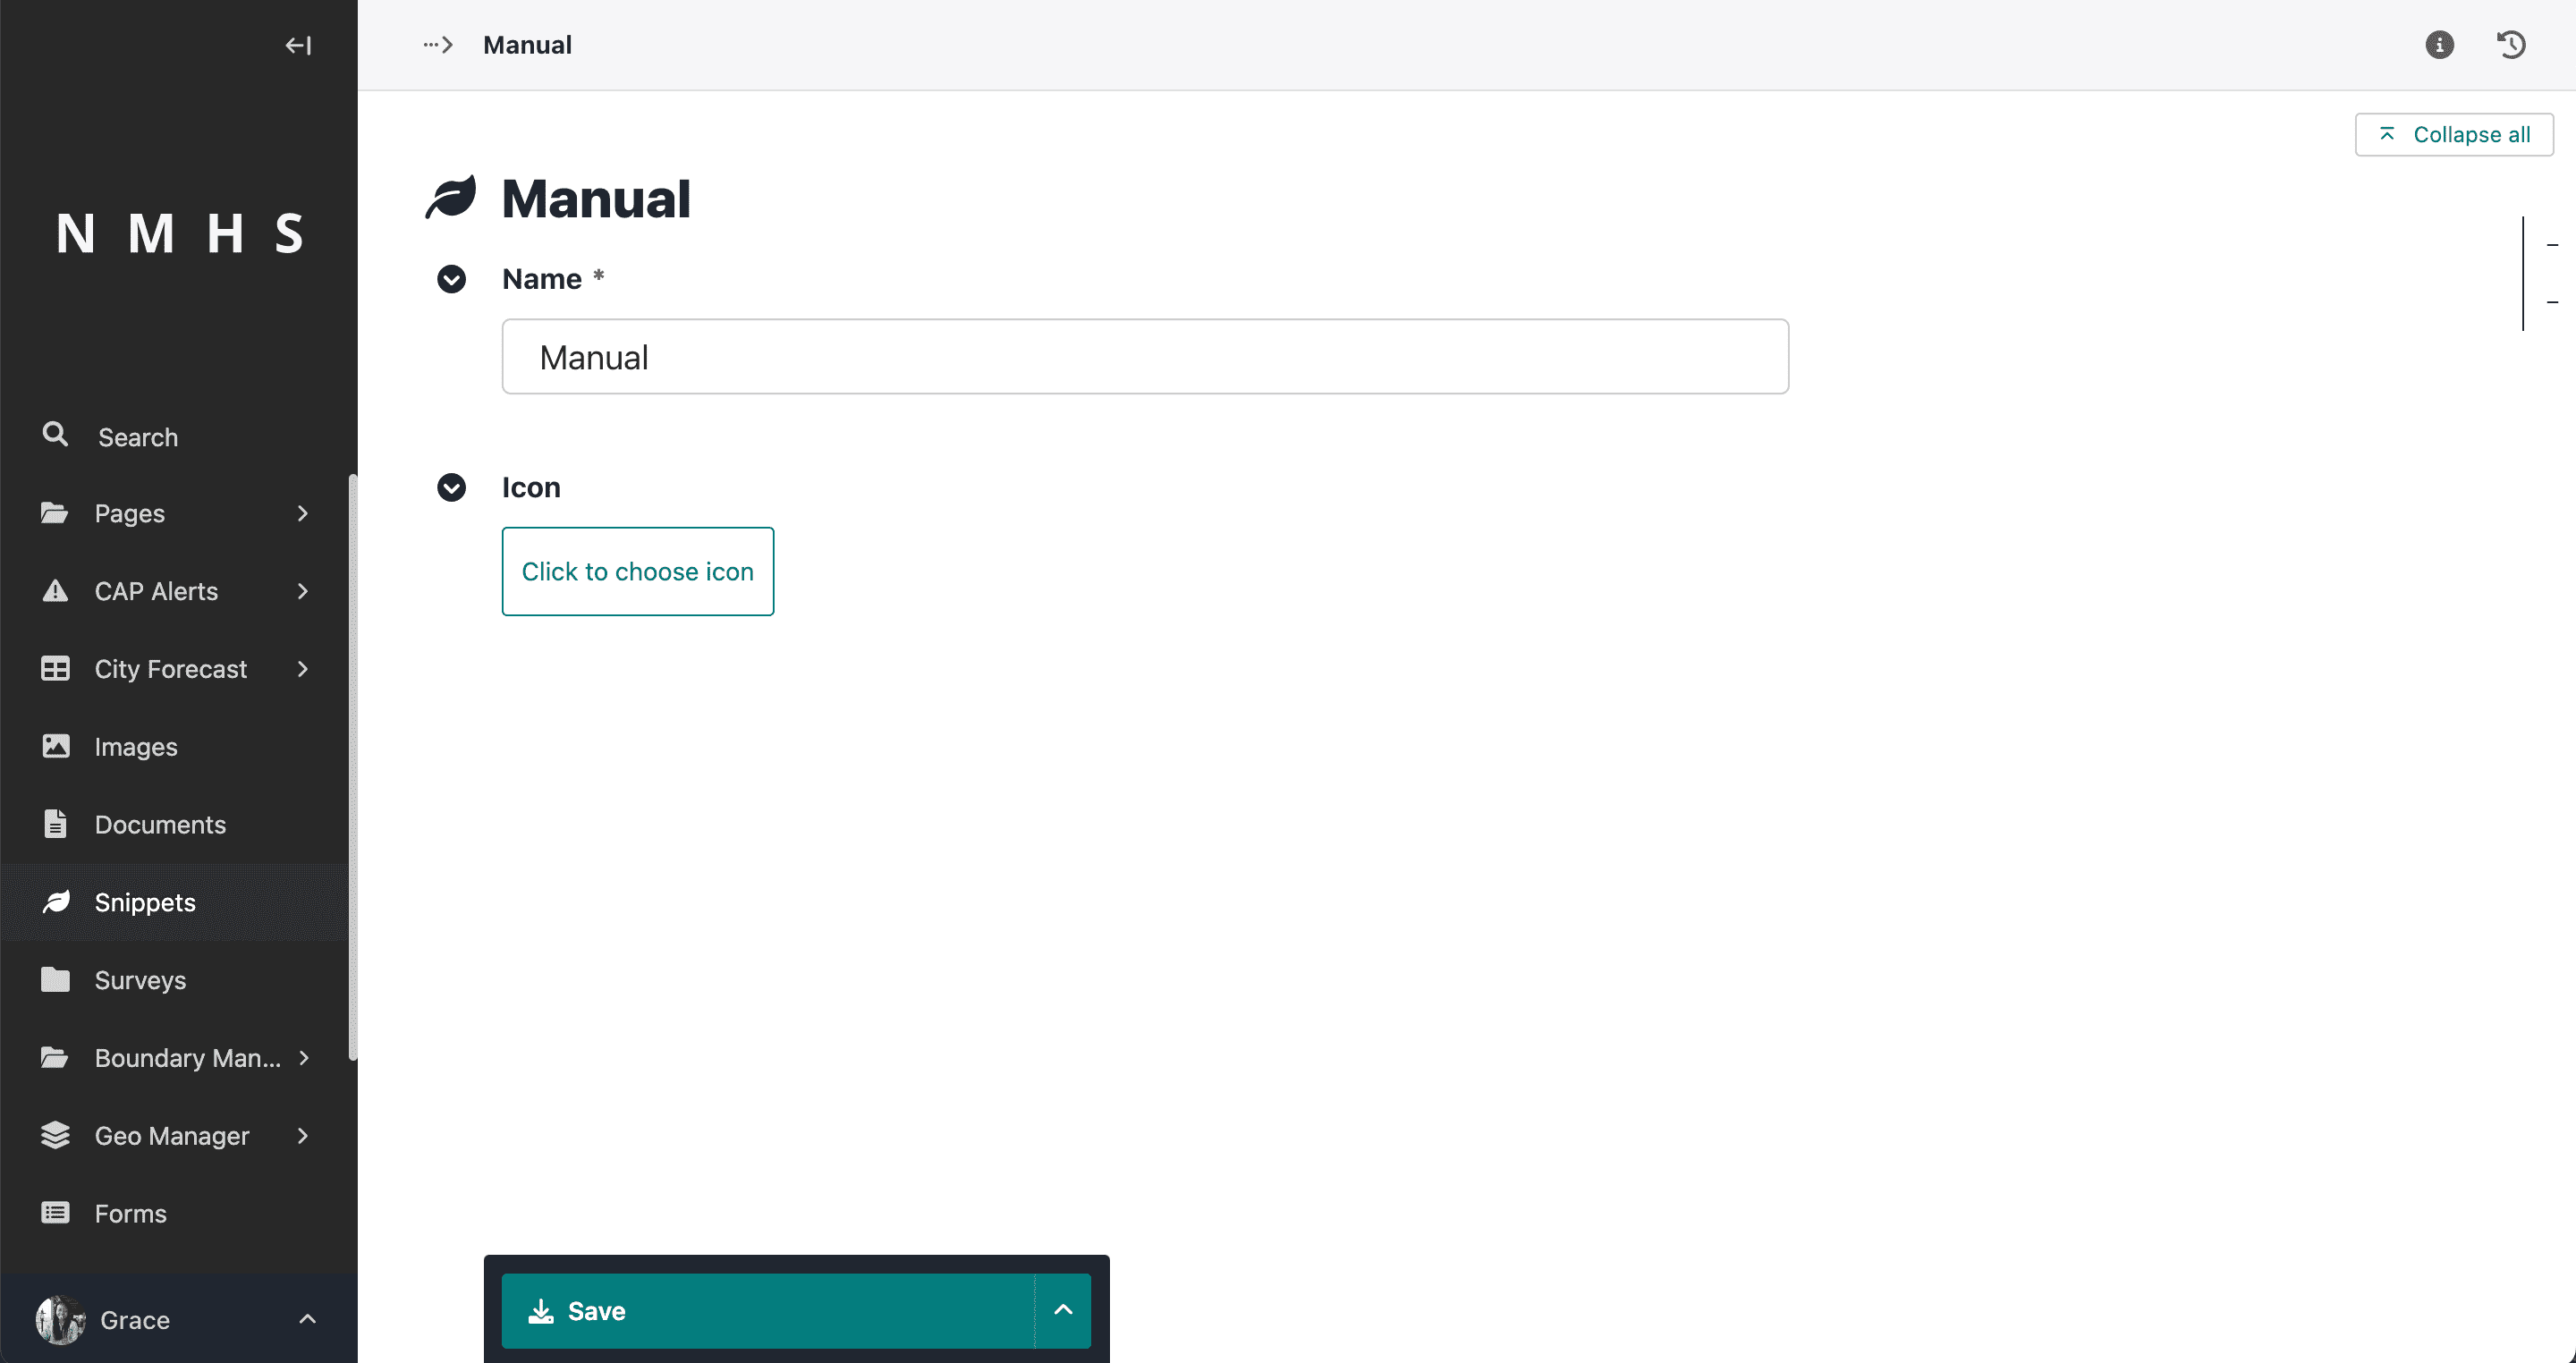 Manual
Collapse all
N M H S
Manual
Name *
Manual
Search
Icon
Pages
Click to choose icon
CAP Alerts
City Forecast
Images
Documents
Snippets
Surveys
Boundary Man...
Geo Manager
Forms
Save
Grace